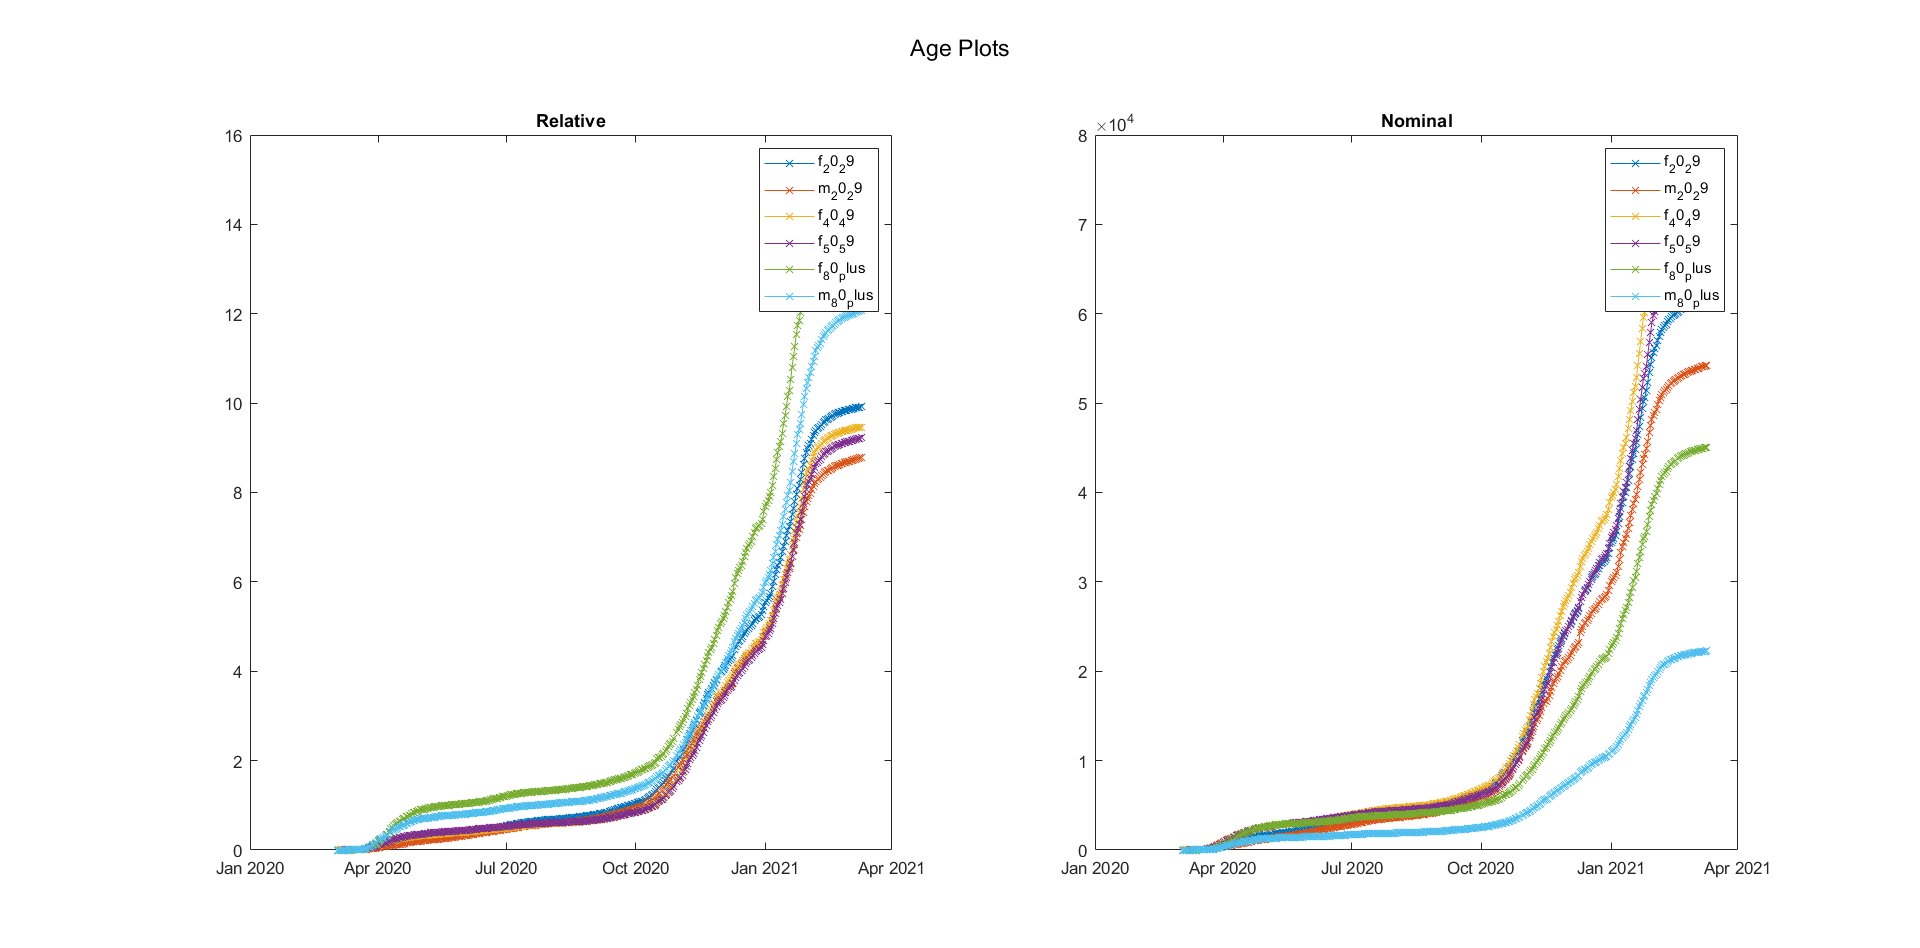 Age Plots
Relative
16
14
12
10
8
6
4
2
0
Jan 2020 Apr 2020 Jul 2020 Oct 2020 Jan 2021 Apr 2021
f₂0₂9
m₂0₂9
f₄0₄9
f₅0₅9
f₈0ₚlus
m₈0ₚlus
Nominal
×10⁴
8
7
6
5
4
3
2
1
0
Jan 2020 Apr 2020 Jul 2020 Oct 2020 Jan 2021 Apr 2021
f₂0₂9
m₂0₂9
f₄0₄9
f₅0₅9
f₈0ₚlus
m₈0ₚlus